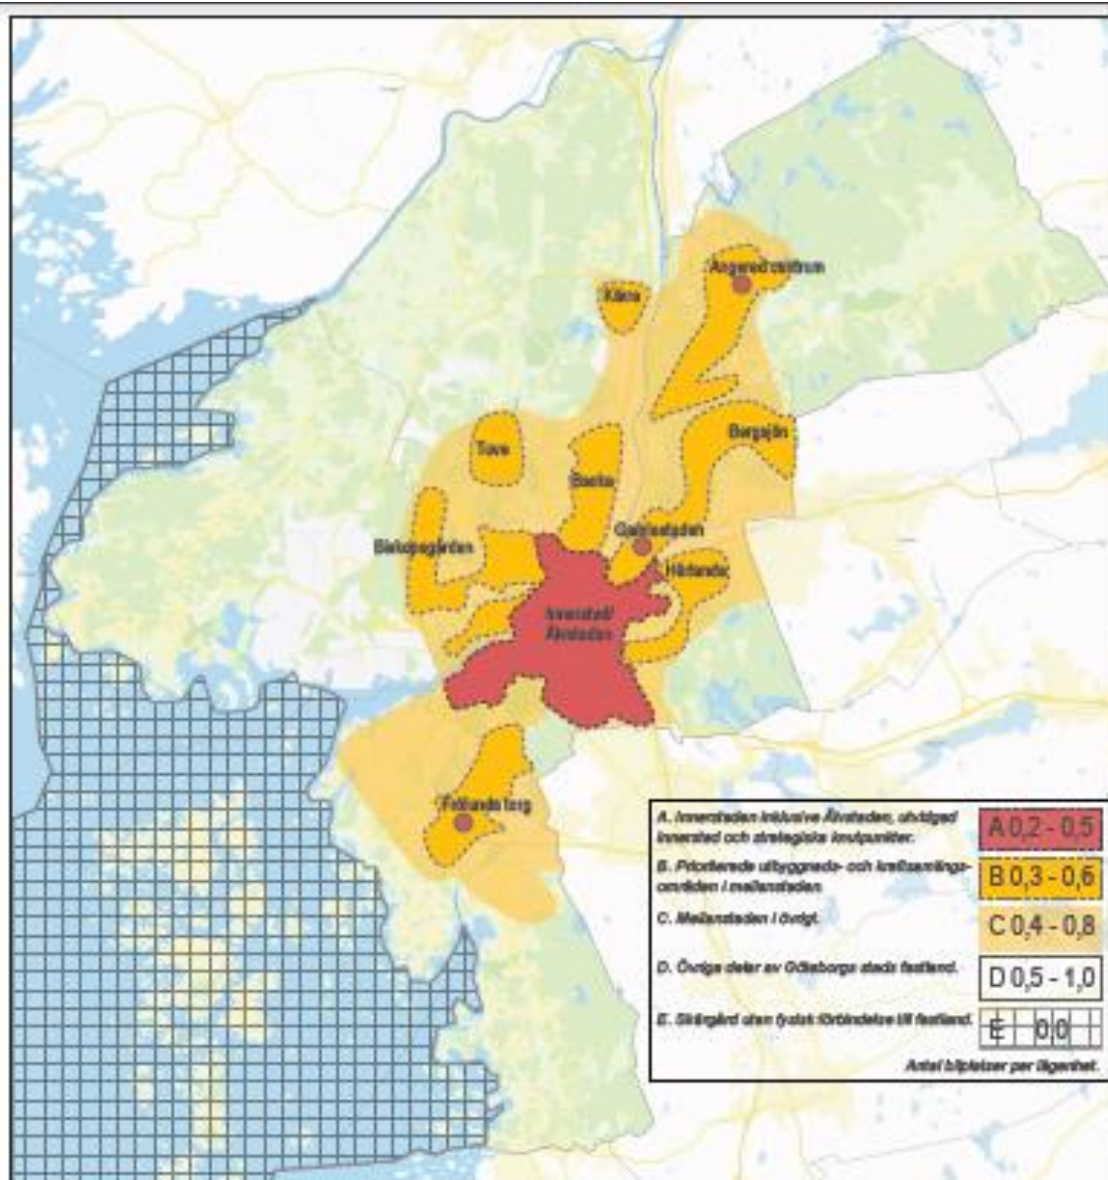 Angered centrum
Kärra
Bergsjön
Tuve
Backa
Gamlestaden
Biskopsgården
Härlanda
Innerstad/
Älvstaden
Frölunda torg
A. Innerstaden inklusive Älvstaden, utvidgad
innerstad och strategiska knutpunkter.
A 0,2 - 0,5
B. Prioriterade utbyggnads- och kraftsamlings-
områden i mellanstaden
B 0,3 - 0,6
C. Mellanstaden i övrigt.
C 0,4 - 0,8
D. Övriga delar av Göteborgs stads fastland.
D 0,5 - 1,0
E. Skärgård utan fysisk förbindelse till fastland.
E 0,0
Antal bilplatser per lägenhet.